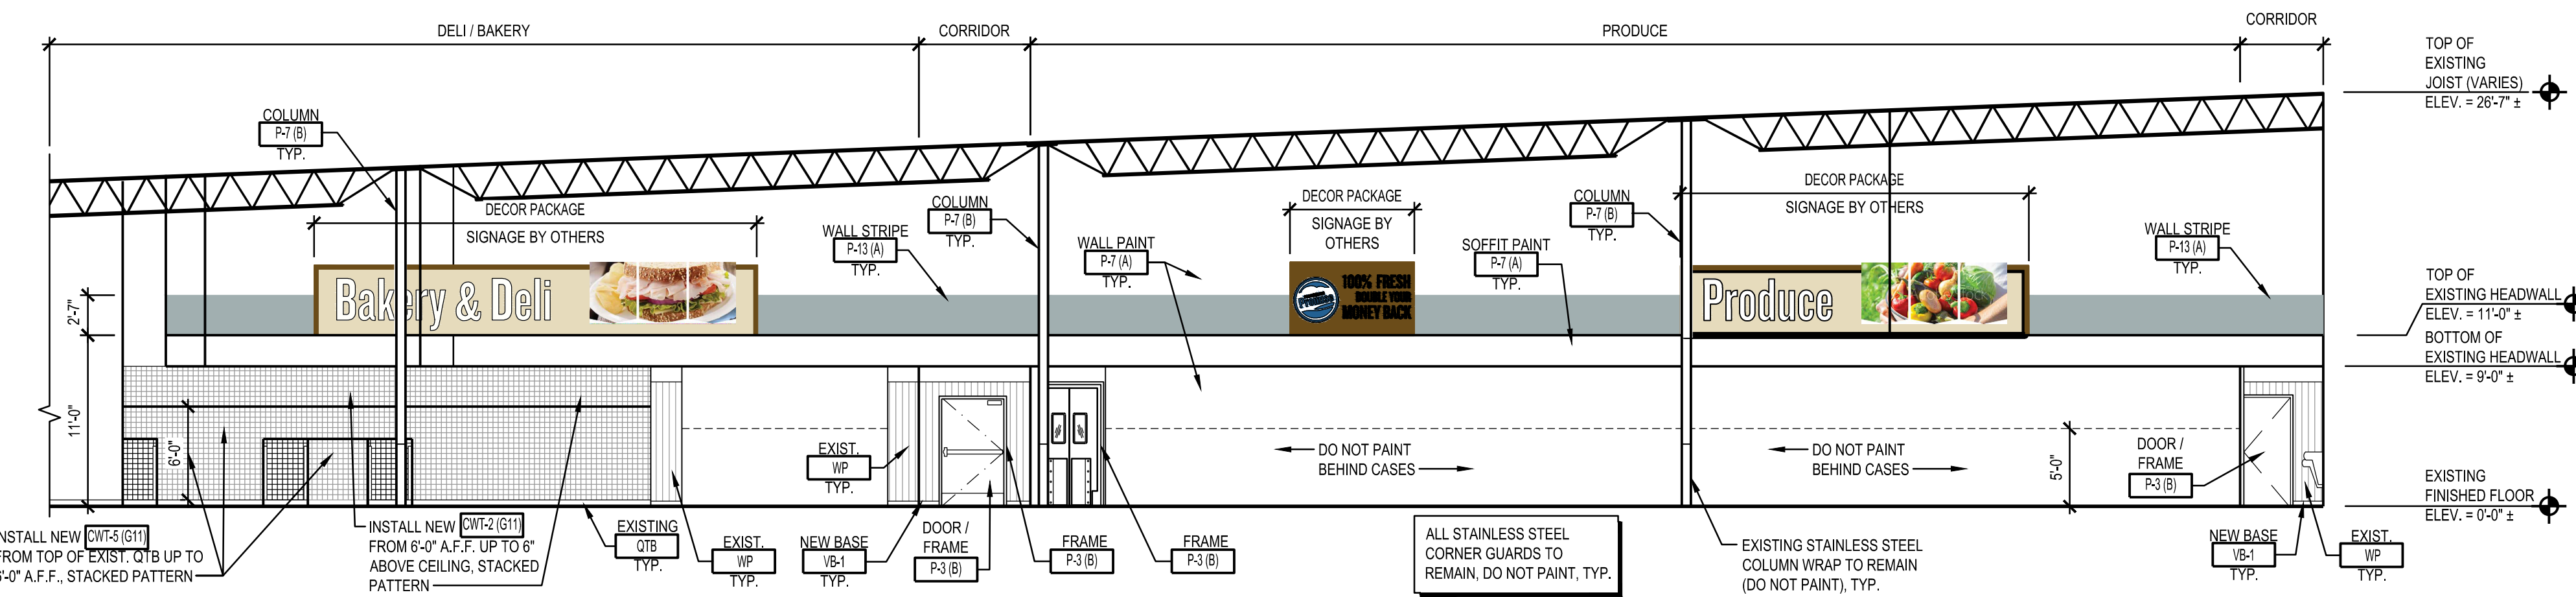 DELI / BAKERY
CORRIDOR
PRODUCE
CORRIDOR
TOP OF
EXISTING
JOIST (VARIES)
ELEV. = 26'-7" ±
COLUMN
P-7 (B)
TYP.
DECOR PACKAGE
SIGNAGE BY OTHERS
WALL STRIPE
P-13 (A)
TYP.
COLUMN
P-7 (B)
TYP.
WALL PAINT
P-7 (A)
TYP.
DECOR PACKAGE
SIGNAGE BY
OTHERS
SOFFIT PAINT
P-7 (A)
TYP.
COLUMN
P-7 (B)
TYP.
DECOR PACKAGE
SIGNAGE BY OTHERS
WALL STRIPE
P-13 (A)
TYP.
Bakery & Deli
100% FRESH
DOUBLE YOUR
MONEY BACK
Produce
TOP OF
EXISTING HEADWALL
ELEV. = 11'-0" ±
BOTTOM OF
EXISTING HEADWALL
ELEV. = 9'-0" ±
2'-7"
11'-0"
6'-0"
EXIST.
WP
TYP.
DO NOT PAINT
BEHIND CASES
DO NOT PAINT
BEHIND CASES
5'-0"
DOOR /
FRAME
P-3 (B)
EXISTING
FINISHED FLOOR
ELEV. = 0'-0" ±
NSTALL NEW CWT-5 (G11)
FROM TOP OF EXIST. QTB UP TO
6'-0" A.F.F., STACKED PATTERN
INSTALL NEW CWT-2 (G11)
FROM 6'-0" A.F.F. UP TO 6"
ABOVE CEILING, STACKED
PATTERN
EXISTING
QTB
TYP.
EXIST.
WP
TYP.
NEW BASE
VB-1
TYP.
DOOR /
FRAME
P-3 (B)
FRAME
P-3 (B)
FRAME
P-3 (B)
ALL STAINLESS STEEL
CORNER GUARDS TO
REMAIN, DO NOT PAINT, TYP.
EXISTING STAINLESS STEEL
COLUMN WRAP TO REMAIN
(DO NOT PAINT), TYP.
NEW BASE
VB-1
TYP.
EXIST.
WP
TYP.